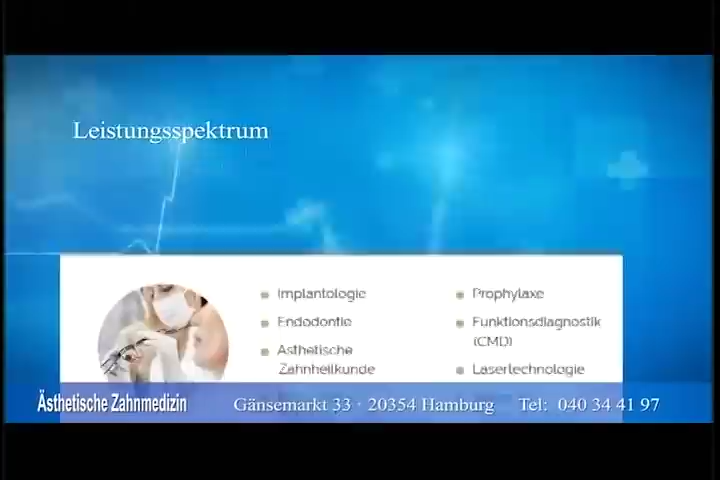 Leistungsspektrum
Implantologie
Endodontie
Ästhetische
Zahnheilkunde
Prophylaxe
Funktionsdiagnostik
(CMD)
Lasertechnologie
Ästhetische Zahnmedizin
Gänsemarkt 33 · 20354 Hamburg Tel: 040 34 41 97